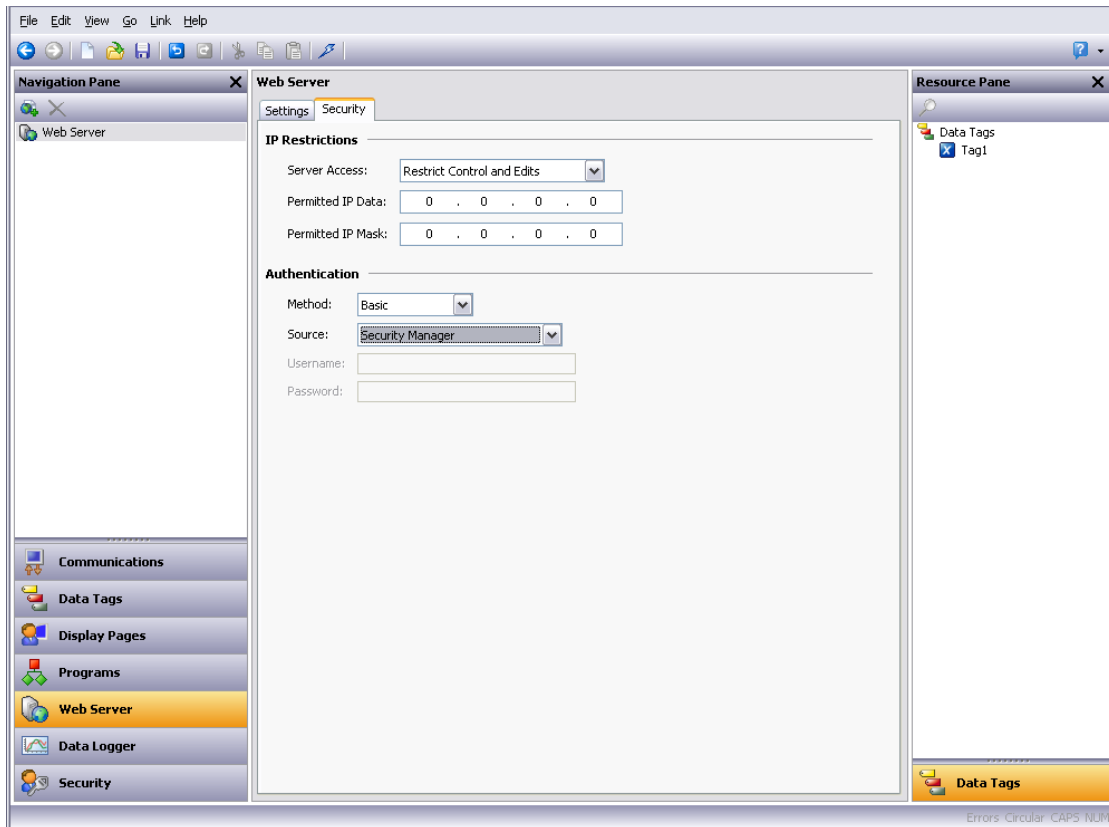 File Edit View Go Link Help
Navigation Pane
Web Server
Communications
Data Tags
Display Pages
Programs
Web Server
Data Logger
Security
Web Server
Settings Security
IP Restrictions
Server Access: Restrict Control and Edits
Permitted IP Data: 0 . 0 . 0 . 0
Permitted IP Mask: 0 . 0 . 0 . 0
Authentication
Method: Basic
Source: Security Manager
Username:
Password:
Resource Pane
Data Tags
Tag1
Data Tags
Errors Circular CAPS NUM